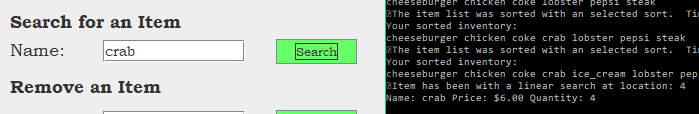 Search for an Item
Name: crab Search
Remove an Item
cheeseburger chicken coke lobster pepsi steak
The item list was sorted with an selected sort. Ti
Your sorted inventory:
cheeseburger chicken coke crab lobster pepsi steak
The item list was sorted with an selected sort. Tim
Your sorted inventory:
cheeseburger chicken coke crab ice_cream lobster pep
Item has been with a linear search at location: 4
Name: crab Price: $6.00 Quantity: 4